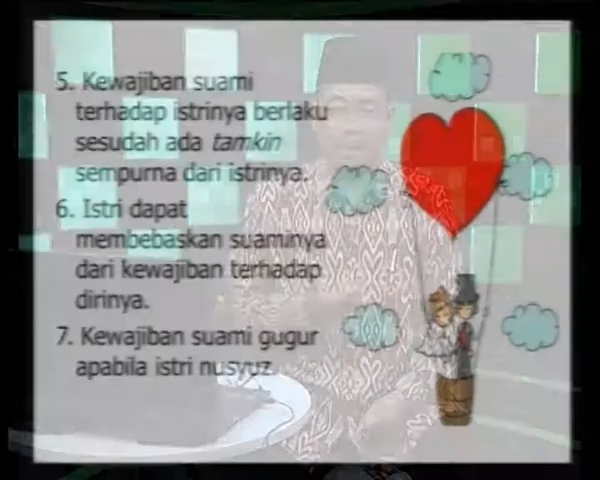 5. Kewajiban suami
terhadap istrinya berlaku
sesudah ada tamkin
sempurna dari istrinya.
6. Istri dapat
membebaskan suaminya
dari kewajiban terhadap
dirinya.
7. Kewajiban suami gugur
apabila istri nusyuz